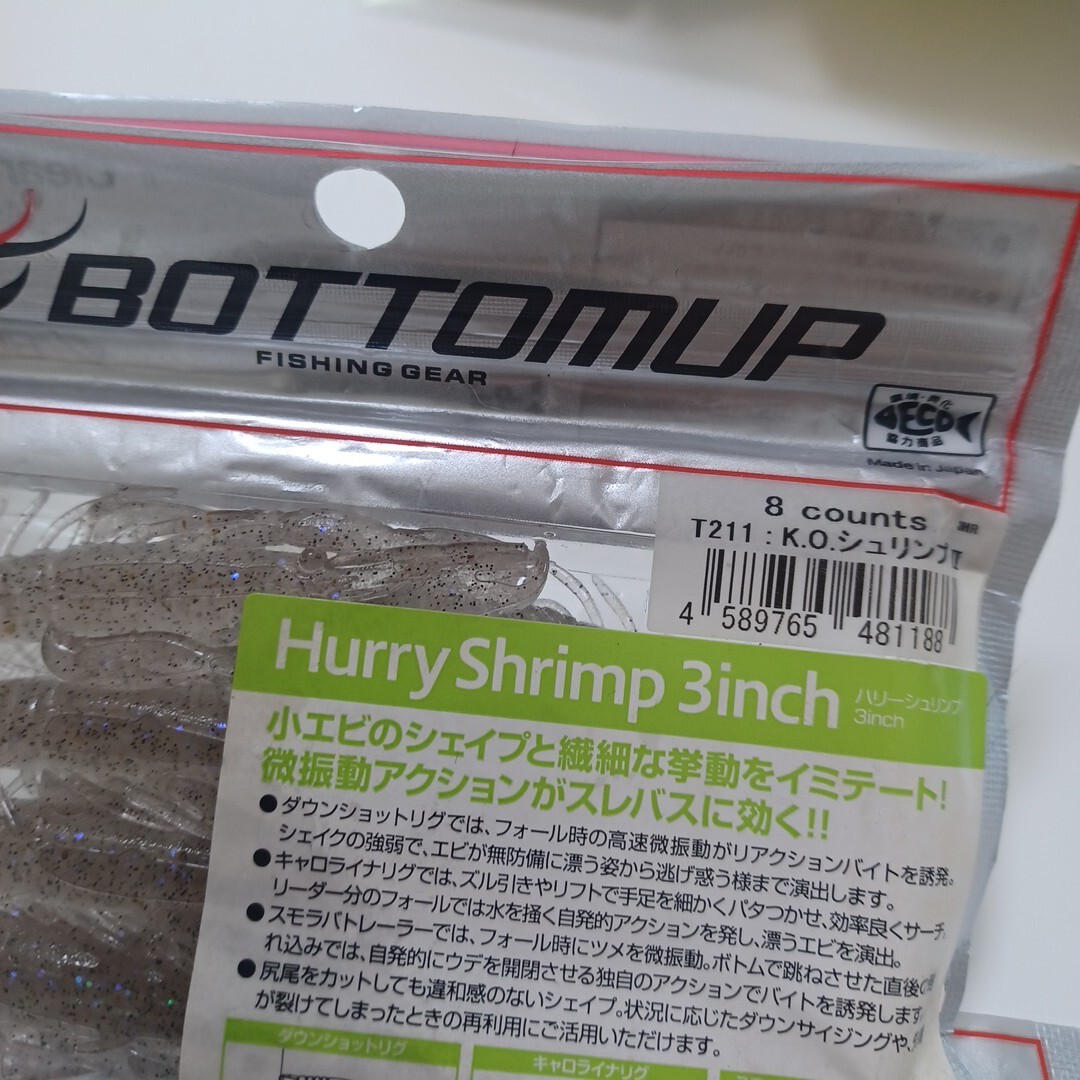 BOTTOMUP
FISHING GEAR
ECO
協力商品
Made in Japan
8 counts
T211 : K.O.シュリンプ
4 589765 481188
Hurry Shrimp 3inch
ハリーシュリンプ
3inch
小エビのシェイプと繊細な挙動をイミテート!
微振動アクションがスレバスに効く!!
●ダウンショットリグでは、フォール時の高速微振動がリアクションバイトを誘発。
シェイクの強弱で、エビが無防備に漂う姿から逃げ惑う様まで演出します。
●キャロライナリグでは、ズル引きやリフトで手足を細かくバタつかせ、効率良くサーチ。
リーダー分のフォールでは水を掻く自発的アクションを発し、漂うエビを演出。
●スモラバトレーラーでは、フォール時にツメを微振動。ボトムで跳ねさせた直後の
れ込みでは、自発的にウデを開閉させる独自のアクションでバイトを誘発します
●尻尾をカットしても違和感のないシェイプ。状況に応じたダウンサイジングや、
が裂けてしまったときの再利用にご活用いただけます。
ダウンショットリグ
キャロライナリグ